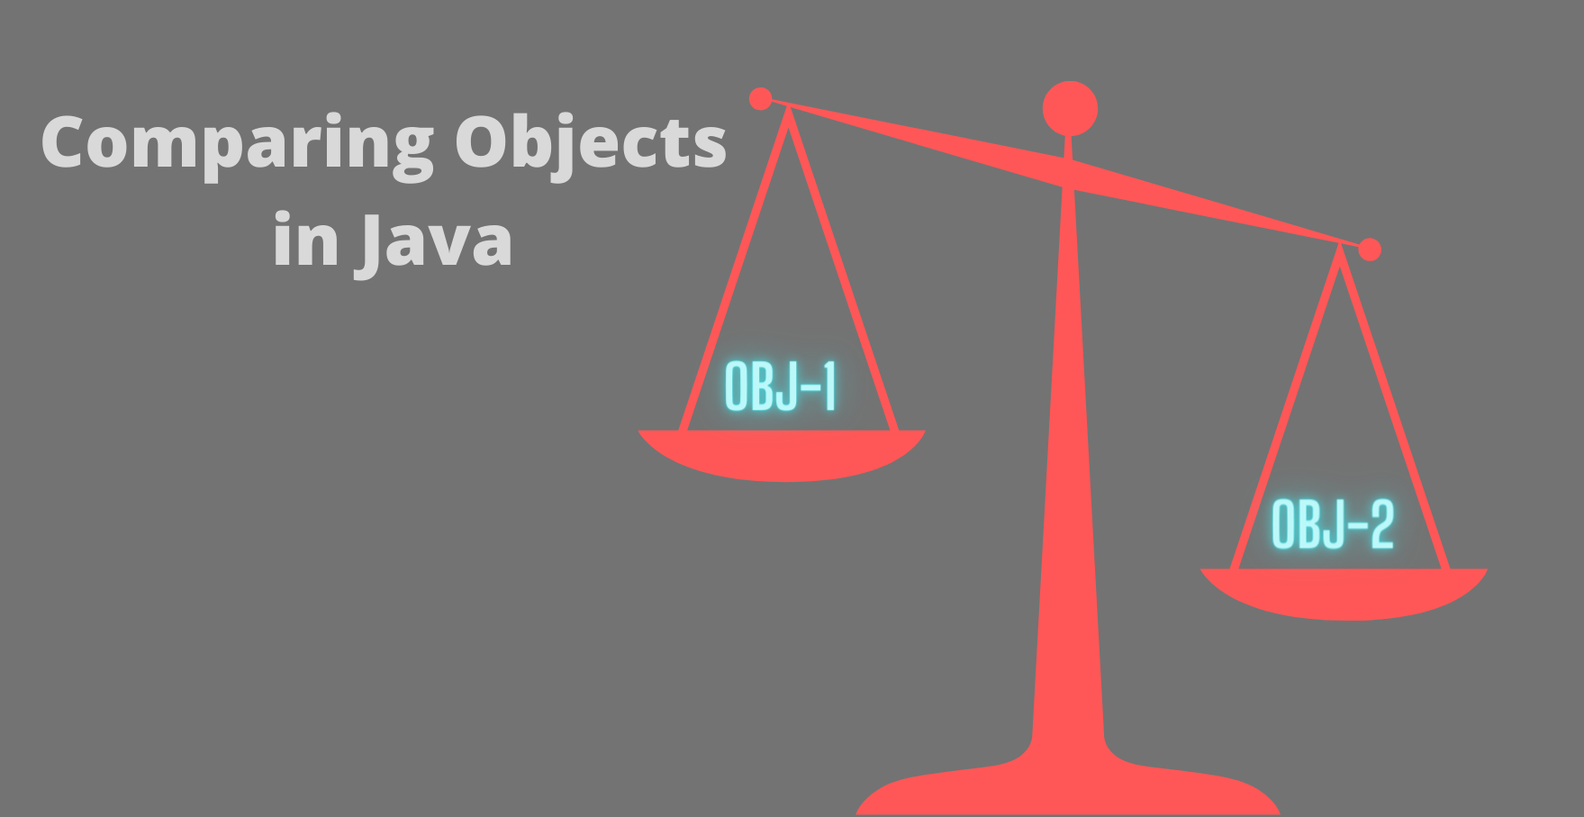 Comparing Objects
in Java
OBJ-1
OBJ-2